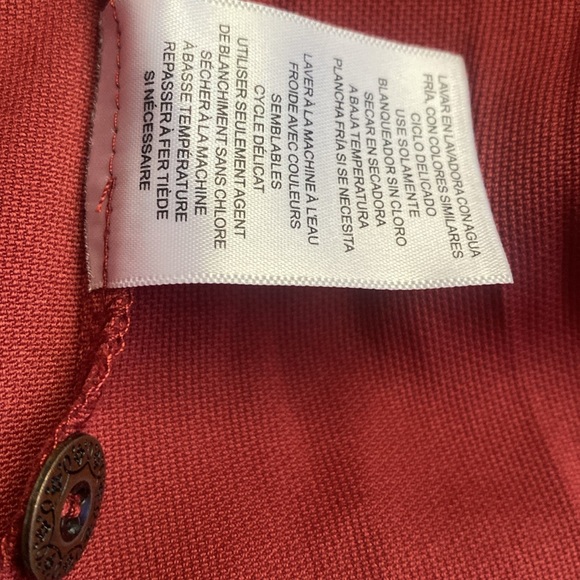 LAVAR EN LAVADORA CON AGUA
FRÍA, CON COLORES SIMILARES
CICLO DELICADO
USE SOLAMENTE
BLANQUEADOR SIN CLORO
SECAR EN SECADORA
A BAJA TEMPERATURA
PLANCHA FRÍA SI SE NECESITA
LAVER À LA MACHINE À L'EAU
FROIDE AVEC COULEURS
SEMBLABLES
CYCLE DÉLICAT
UTILISER SEULEMENT AGENT
DE BLANCHIMENT SANS CHLORE
SÉCHER À LA MACHINE
À BASSE TEMPÉRATURE
REPASSER À FER TIÈDE
SI NÉCESSAIRE